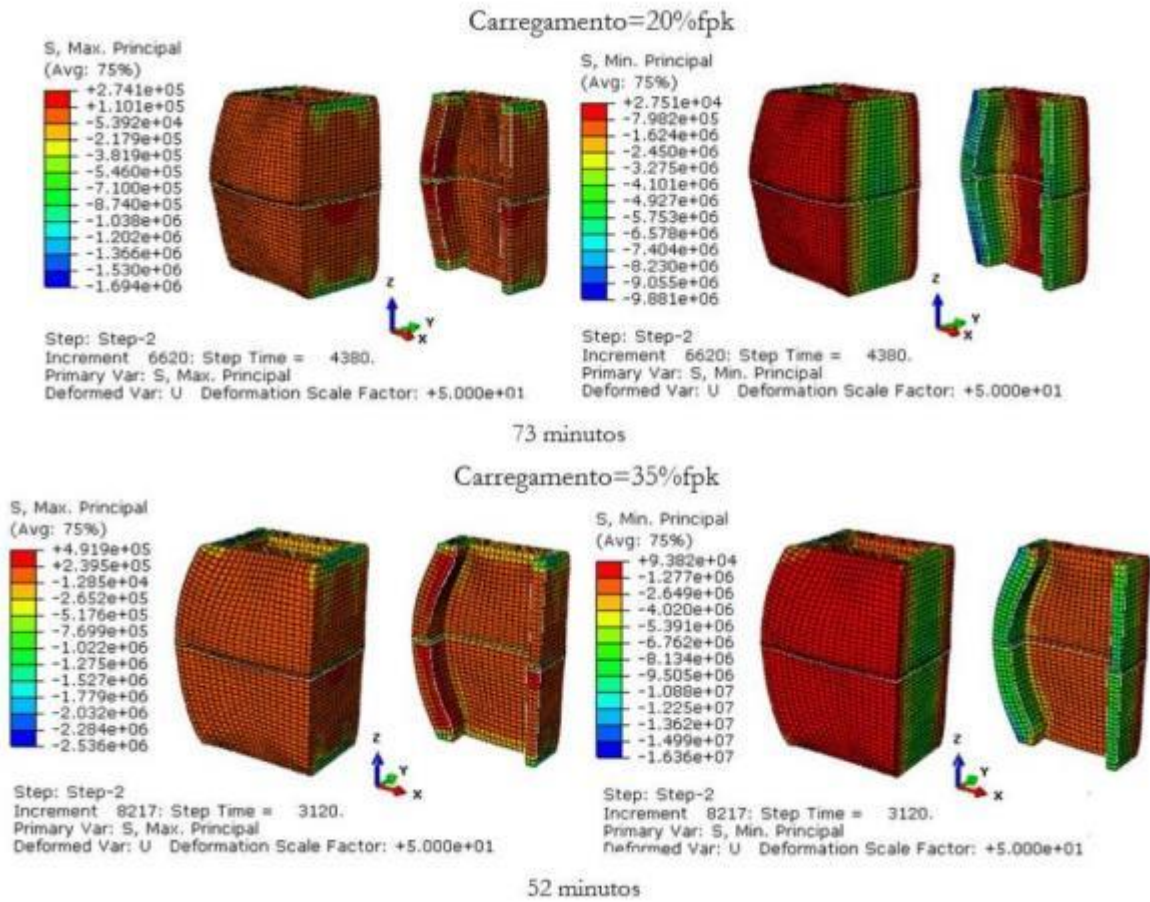 Carregamento=20%fpk
S, Max. Principal
(Avg: 75%)
+2.741e+05
+1.101e+05
-5.392e+04
-2.179e+05
-3.819e+05
-5.460e+05
-7.100e+05
-8.740e+05
-1.038e+06
-1.202e+06
-1.366e+06
-1.530e+06
-1.694e+06
Z
Y
X
Step: Step-2
Increment 6620: Step Time = 4380.
Primary Var: S, Max. Principal
Deformed Var: U Deformation Scale Factor: +5.000e+01
S, Min. Principal
(Avg: 75%)
+2.751e+04
-7.982e+05
-1.624e+06
-2.450e+06
-3.275e+06
-4.101e+06
-4.927e+06
-5.753e+06
-6.578e+06
-7.404e+06
-8.230e+06
-9.055e+06
-9.881e+06
Z
Y
X
Step: Step-2
Increment 6620: Step Time = 4380.
Primary Var: S, Min. Principal
Deformed Var: U Deformation Scale Factor: +5.000e+01
73 minutos
Carregamento=35%fpk
S, Max. Principal
(Avg: 75%)
+4.919e+05
+2.395e+05
-1.285e+04
-2.652e+05
-5.176e+05
-7.699e+05
-1.022e+06
-1.275e+06
-1.527e+06
-1.779e+06
-2.032e+06
-2.284e+06
-2.536e+06
Z
Y
X
Step: Step-2
Increment 8217: Step Time = 3120.
Primary Var: S, Max. Principal
Deformed Var: U Deformation Scale Factor: +5.000e+01
S, Min. Principal
(Avg: 75%)
+9.382e+04
-1.277e+06
-2.649e+06
-4.020e+06
-5.391e+06
-6.762e+06
-8.134e+06
-9.505e+06
-1.088e+07
-1.225e+07
-1.362e+07
-1.499e+07
-1.636e+07
Z
Y
X
Step: Step-2
Increment 8217: Step Time = 3120.
Primary Var: S, Min. Principal
Deformed Var: U Deformation Scale Factor: +5.000e+01
52 minutos